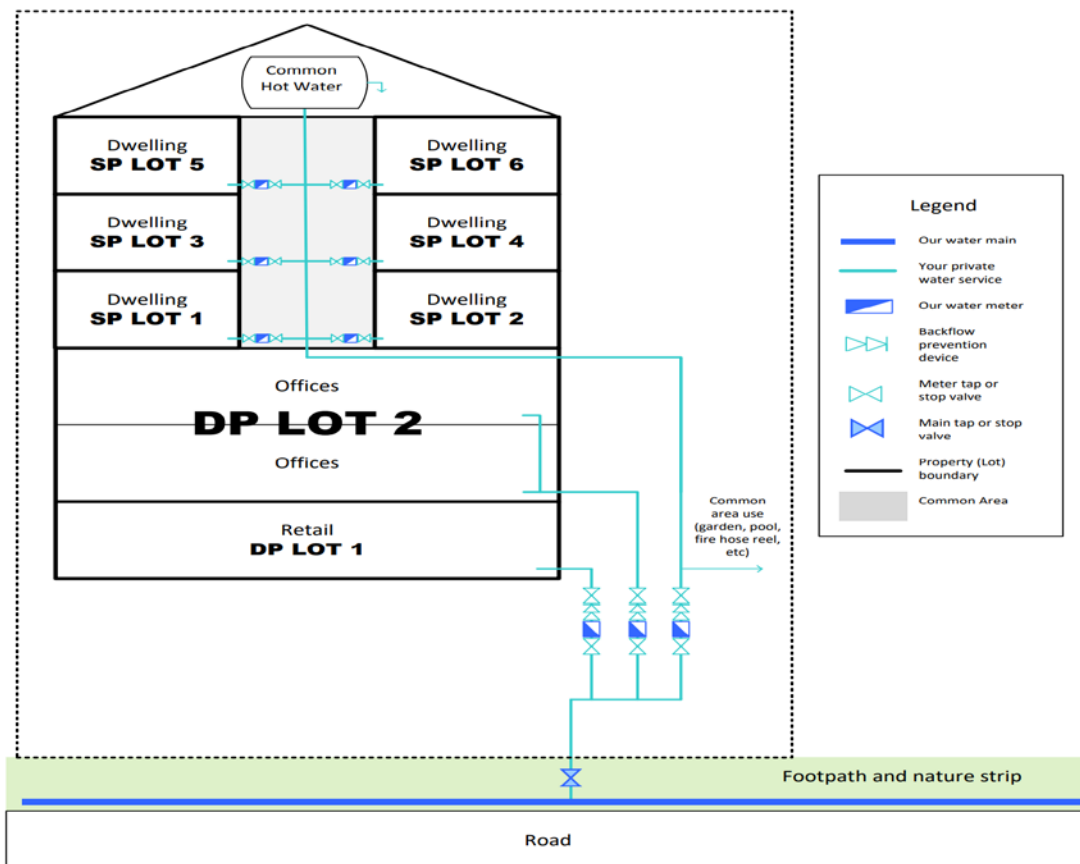 Common
Hot Water
Dwelling
SP LOT 5
Dwelling
SP LOT 6
Dwelling
SP LOT 3
Dwelling
SP LOT 4
Dwelling
SP LOT 1
Dwelling
SP LOT 2
Offices
DP LOT 2
Offices
Retail
DP LOT 1
Common
area use
(garden, pool,
fire hose reel,
etc)
Legend
Our water main
Your private
water service
Our water meter
Backflow
prevention
device
Meter tap or
stop valve
Main tap or stop
valve
Property (Lot)
boundary
Common Area
Footpath and nature strip
Road